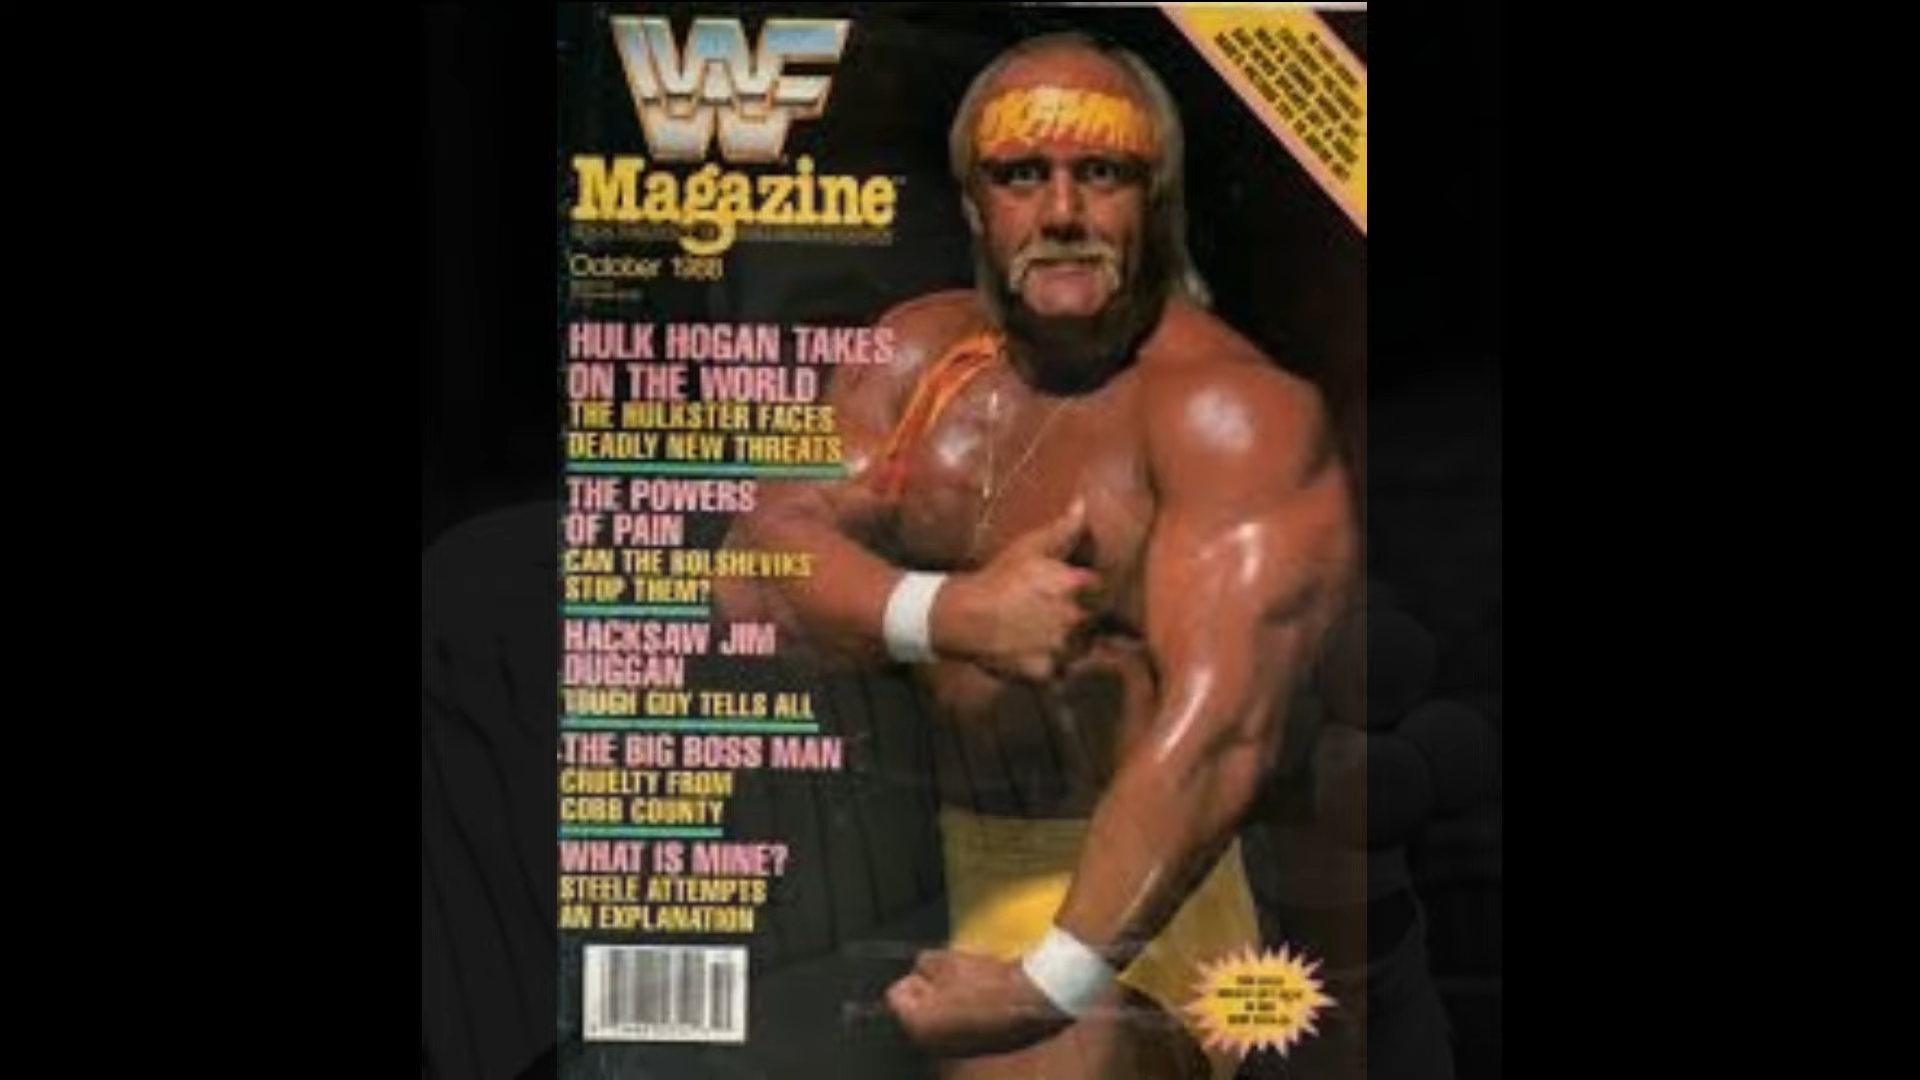 WF
Magazine
October 1988
HULK HOGAN TAKES
ON THE WORLD
THE HULKSTER FACES
DEADLY NEW THREATS
THE POWERS
OF PAIN
CAN THE BOLSHEVIKS
STOP THEM?
HACKSAW JIM
DUGGAN
TOUGH GUY TELLS ALL
THE BIG BOSS MAN
CRUELTY FROM
COBB COUNTY
WHAT IS MINE?
STEELE ATTEMPTS
AN EXPLANATION